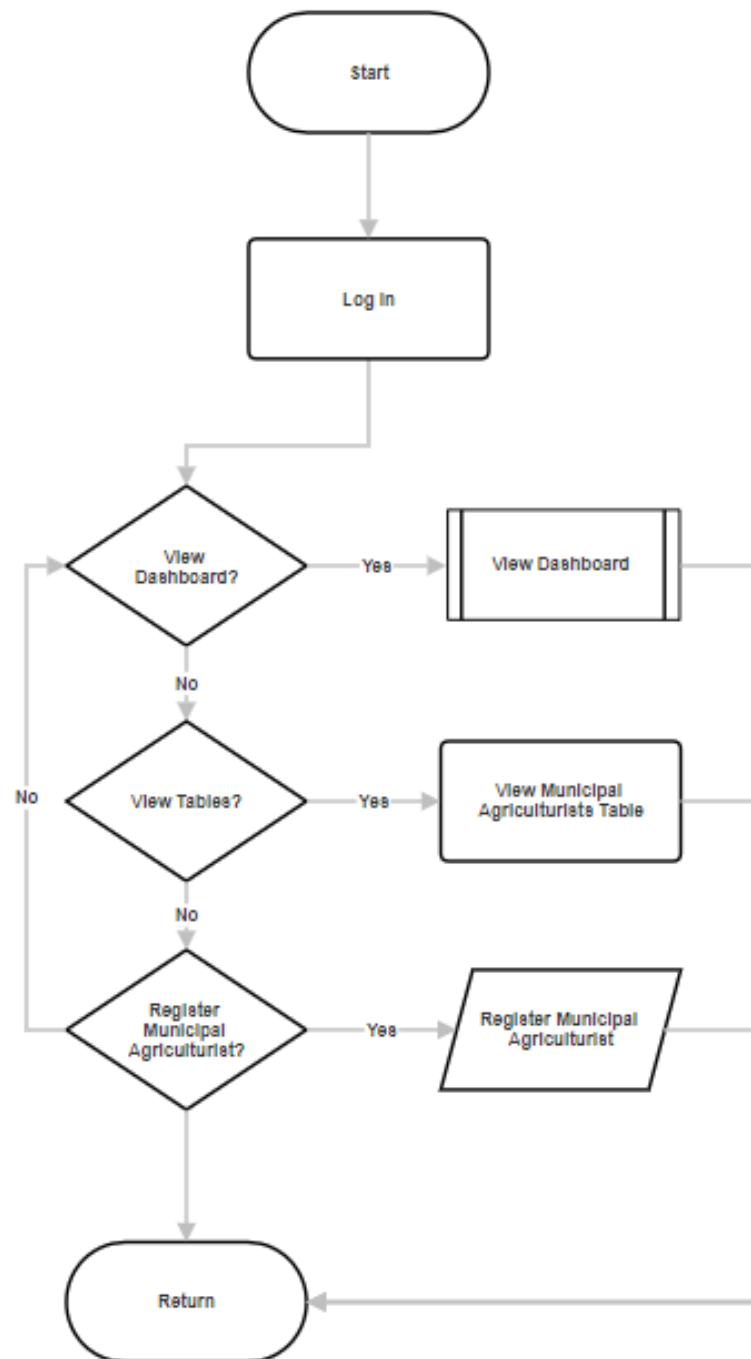 Start
Log In
View
Dashboard?
Yes
View Dashboard
No
View Tables?
Yes
View Municipal
Agriculturists Table
No
No
Register
Municipal
Agriculturist?
Yes
Register Municipal
Agriculturist
Return